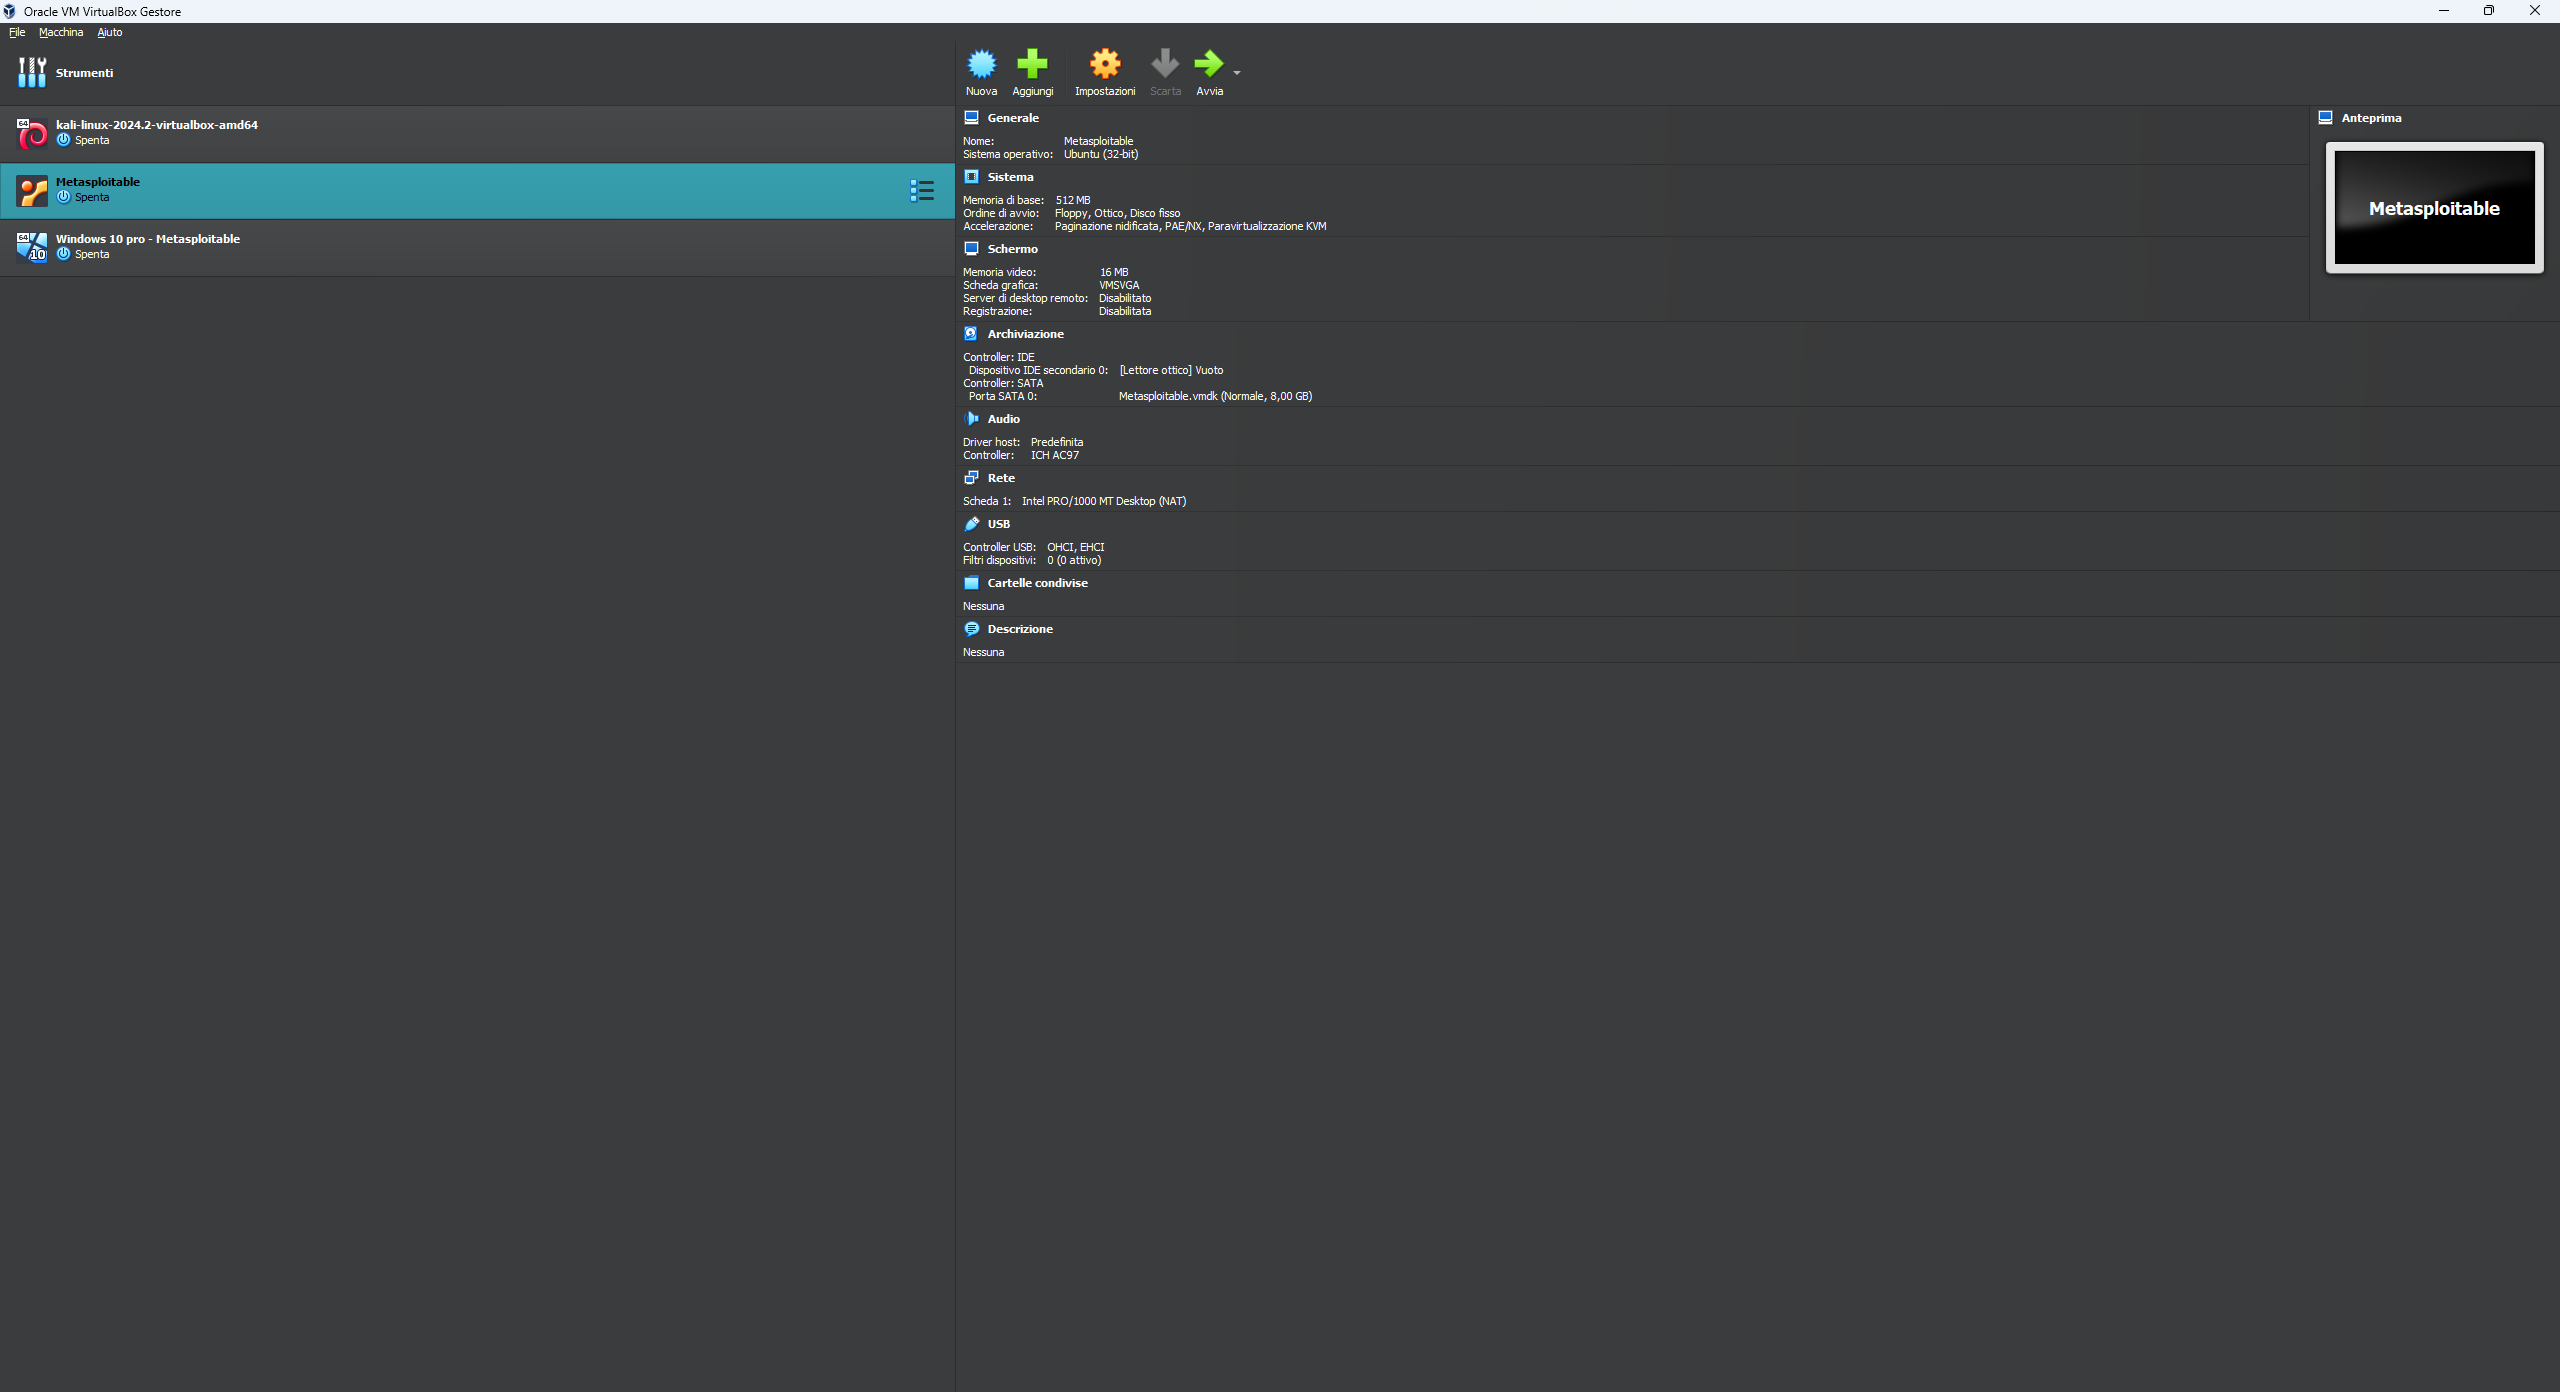 Oracle VM VirtualBox Gestore
File Macchina Aiuto
Strumenti
64
kali-linux-2024.2-virtualbox-amd64
Spenta
Metasploitable
Spenta
64
10
Windows 10 pro - Metasploitable
Spenta
Nuova Aggiungi Impostazioni Scarta Avvia
Generale
Nome: Metasploitable
Sistema operativo: Ubuntu (32-bit)
Sistema
Memoria di base: 512 MB
Ordine di avvio: Floppy, Ottico, Disco fisso
Accelerazione: Paginazione nidificata, PAE/NX, Paravirtualizzazione KVM
Schermo
Memoria video: 16 MB
Scheda grafica: VMSVGA
Server di desktop remoto: Disabilitato
Registrazione: Disabilitata
Archiviazione
Controller: IDE
Dispositivo IDE secondario 0: [Lettore ottico] Vuoto
Controller: SATA
Porta SATA 0: Metasploitable.vmdk (Normale, 8,00 GB)
Audio
Driver host: Predefinita
Controller: ICH AC97
Rete
Scheda 1: Intel PRO/1000 MT Desktop (NAT)
USB
Controller USB: OHCI, EHCI
Filtri dispositivi: 0 (0 attivo)
Cartelle condivise
Nessuna
Descrizione
Nessuna
Anteprima
Metasploitable